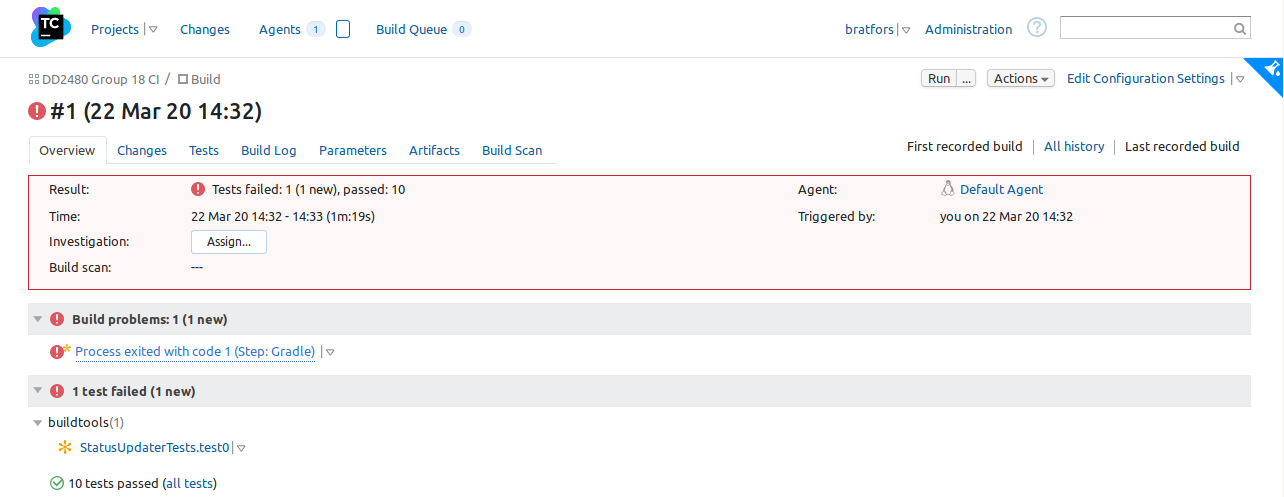 TC
Projects Changes Agents 1 Build Queue 0 bratfors Administration ?
DD2480 Group 18 CI / Build Run ... Actions Edit Configuration Settings
#1 (22 Mar 20 14:32)
Overview Changes Tests Build Log Parameters Artifacts Build Scan First recorded build All history Last recorded build
Result: Tests failed: 1 (1 new), passed: 10 Agent: Default Agent
Time: 22 Mar 20 14:32 - 14:33 (1m:19s) Triggered by: you on 22 Mar 20 14:32
Investigation: Assign...
Build scan: ---
Build problems: 1 (1 new)
Process exited with code 1 (Step: Gradle)
1 test failed (1 new)
buildtools(1)
StatusUpdaterTests.test0
10 tests passed (all tests)